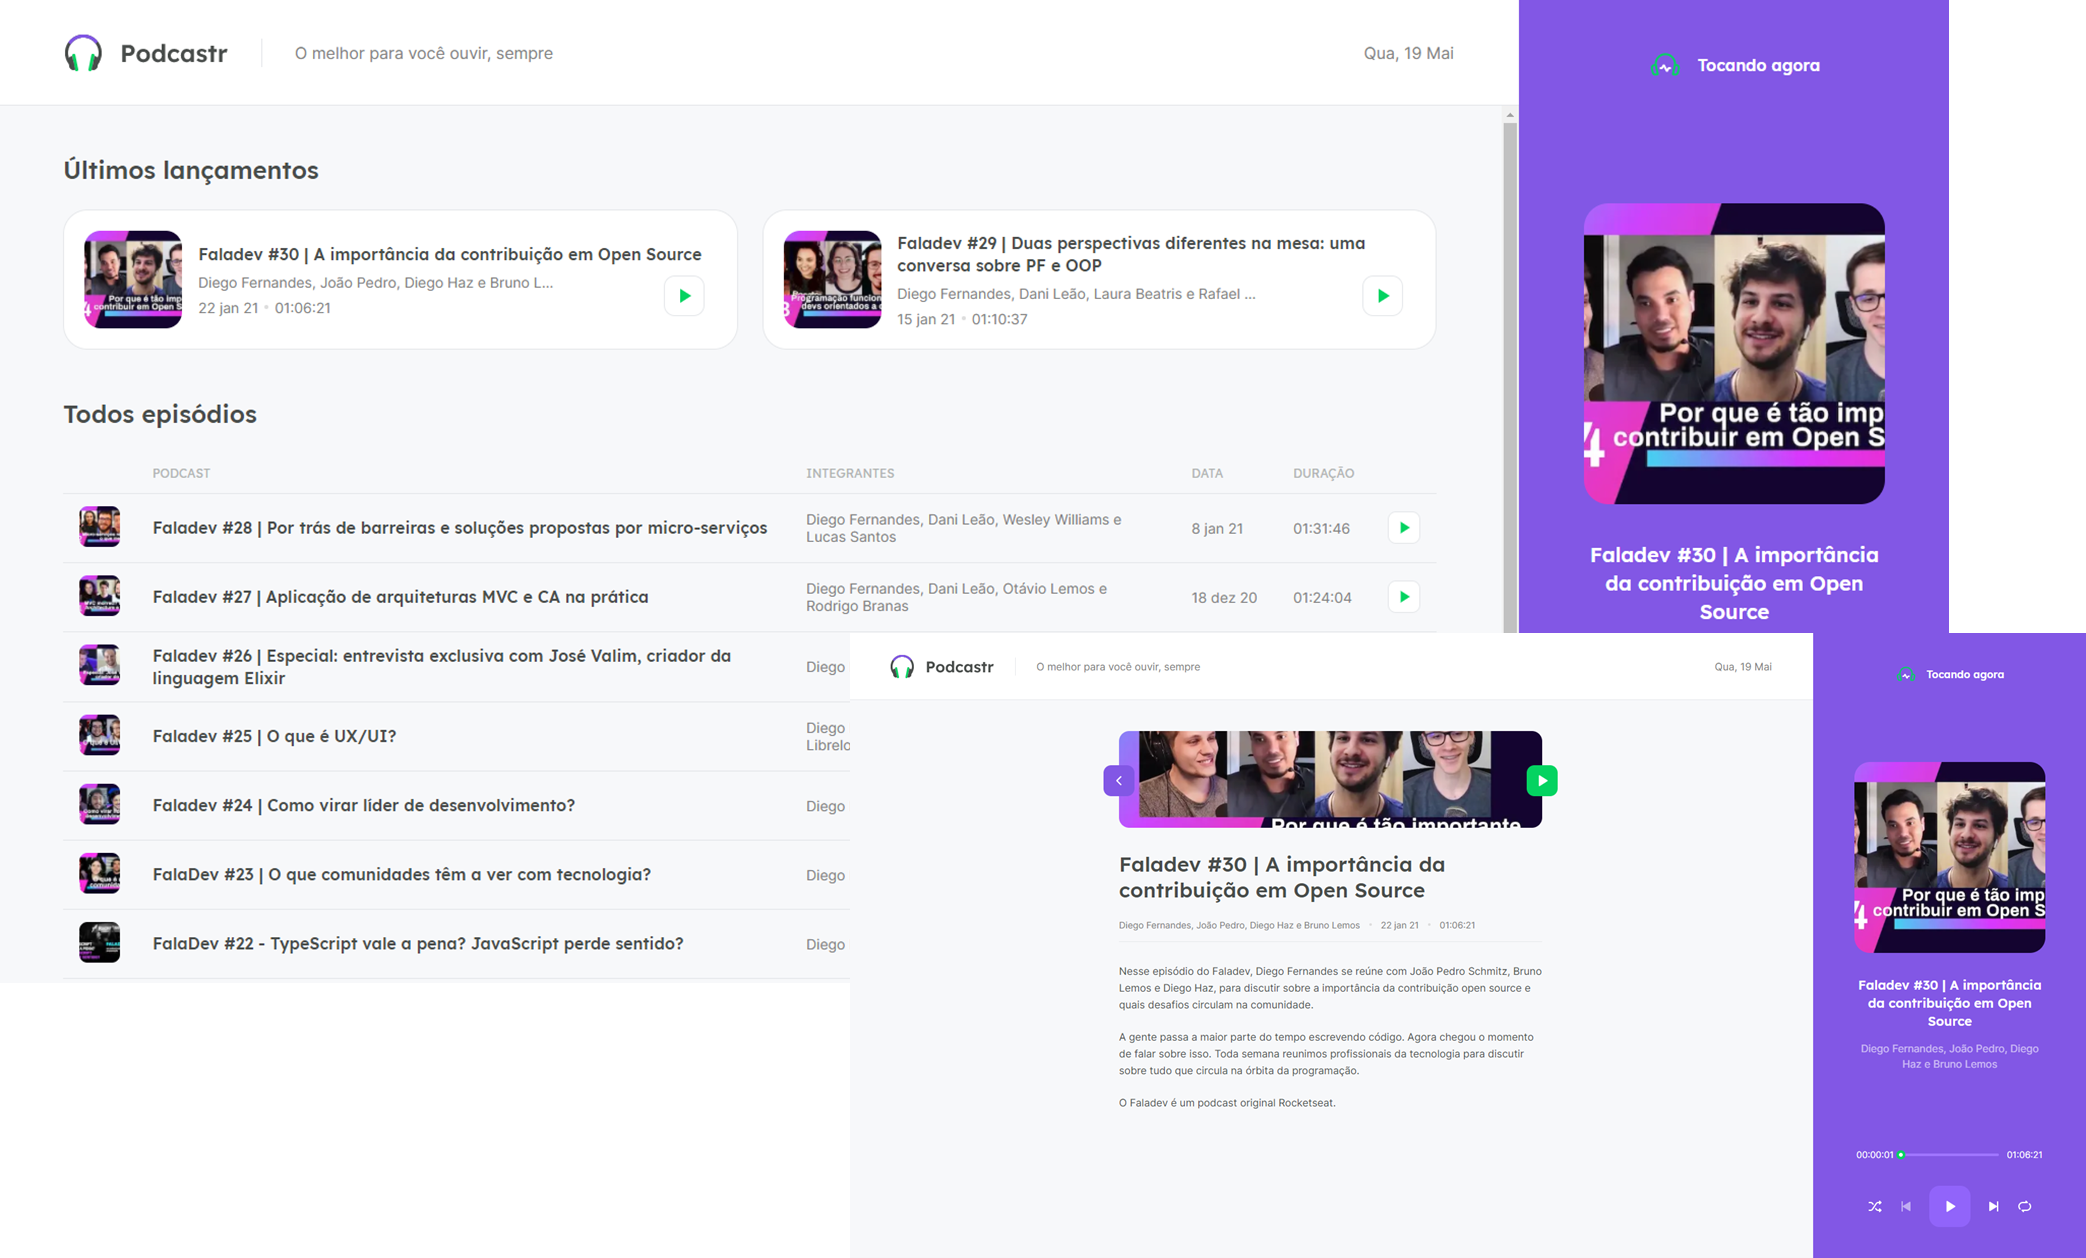 Podcastr
O melhor para você ouvir, sempre
Qua, 19 Mai
Últimos lançamentos
Por que é tão imp
contribuir em Open S
Faladev #30 | A importância da contribuição em Open Source
Diego Fernandes, João Pedro, Diego Haz e Bruno L...
22 jan 21 • 01:06:21
Programação funcion
devs orientados a o
Faladev #29 | Duas perspectivas diferentes na mesa: uma
conversa sobre PF e OOP
Diego Fernandes, Dani Leão, Laura Beatris e Rafael ...
15 jan 21 • 01:10:37
Todos episódios
PODCAST INTEGRANTES DATA DURAÇÃO
Faladev #28 | Por trás de barreiras e soluções propostas por micro-serviços
Diego Fernandes, Dani Leão, Wesley Williams e
Lucas Santos
8 jan 21
01:31:46
Faladev #27 | Aplicação de arquiteturas MVC e CA na prática
Diego Fernandes, Dani Leão, Otávio Lemos e
Rodrigo Branas
18 dez 20
01:24:04
Faladev #26 | Especial: entrevista exclusiva com José Valim, criador da
linguagem Elixir
Diego
Faladev #25 | O que é UX/UI?
Diego
Librelo
Faladev #24 | Como virar líder de desenvolvimento?
Diego
FalaDev #23 | O que comunidades têm a ver com tecnologia?
Diego
FalaDev #22 - TypeScript vale a pena? JavaScript perde sentido?
Diego
Tocando agora
Por que é tão imp
4 contribuir em Open S
Faladev #30 | A importância
da contribuição em Open
Source
Podcastr
O melhor para você ouvir, sempre
Qua, 19 Mai
Por que é tão importante
Faladev #30 | A importância da
contribuição em Open Source
Diego Fernandes, João Pedro, Diego Haz e Bruno Lemos • 22 jan 21 • 01:06:21
Nesse episódio do Faladev, Diego Fernandes se reúne com João Pedro Schmitz, Bruno
Lemos e Diego Haz, para discutir sobre a importância da contribuição open source e
quais desafios circulam na comunidade.
A gente passa a maior parte do tempo escrevendo código. Agora chegou o momento
de falar sobre isso. Toda semana reunimos profissionais da tecnologia para discutir
sobre tudo que circula na órbita da programação.
O Faladev é um podcast original Rocketseat.
Tocando agora
Por que é tão imp
4 contribuir em Open S
Faladev #30 | A importância
da contribuição em Open
Source
Diego Fernandes, João Pedro, Diego
Haz e Bruno Lemos
00:00:01
01:06:21